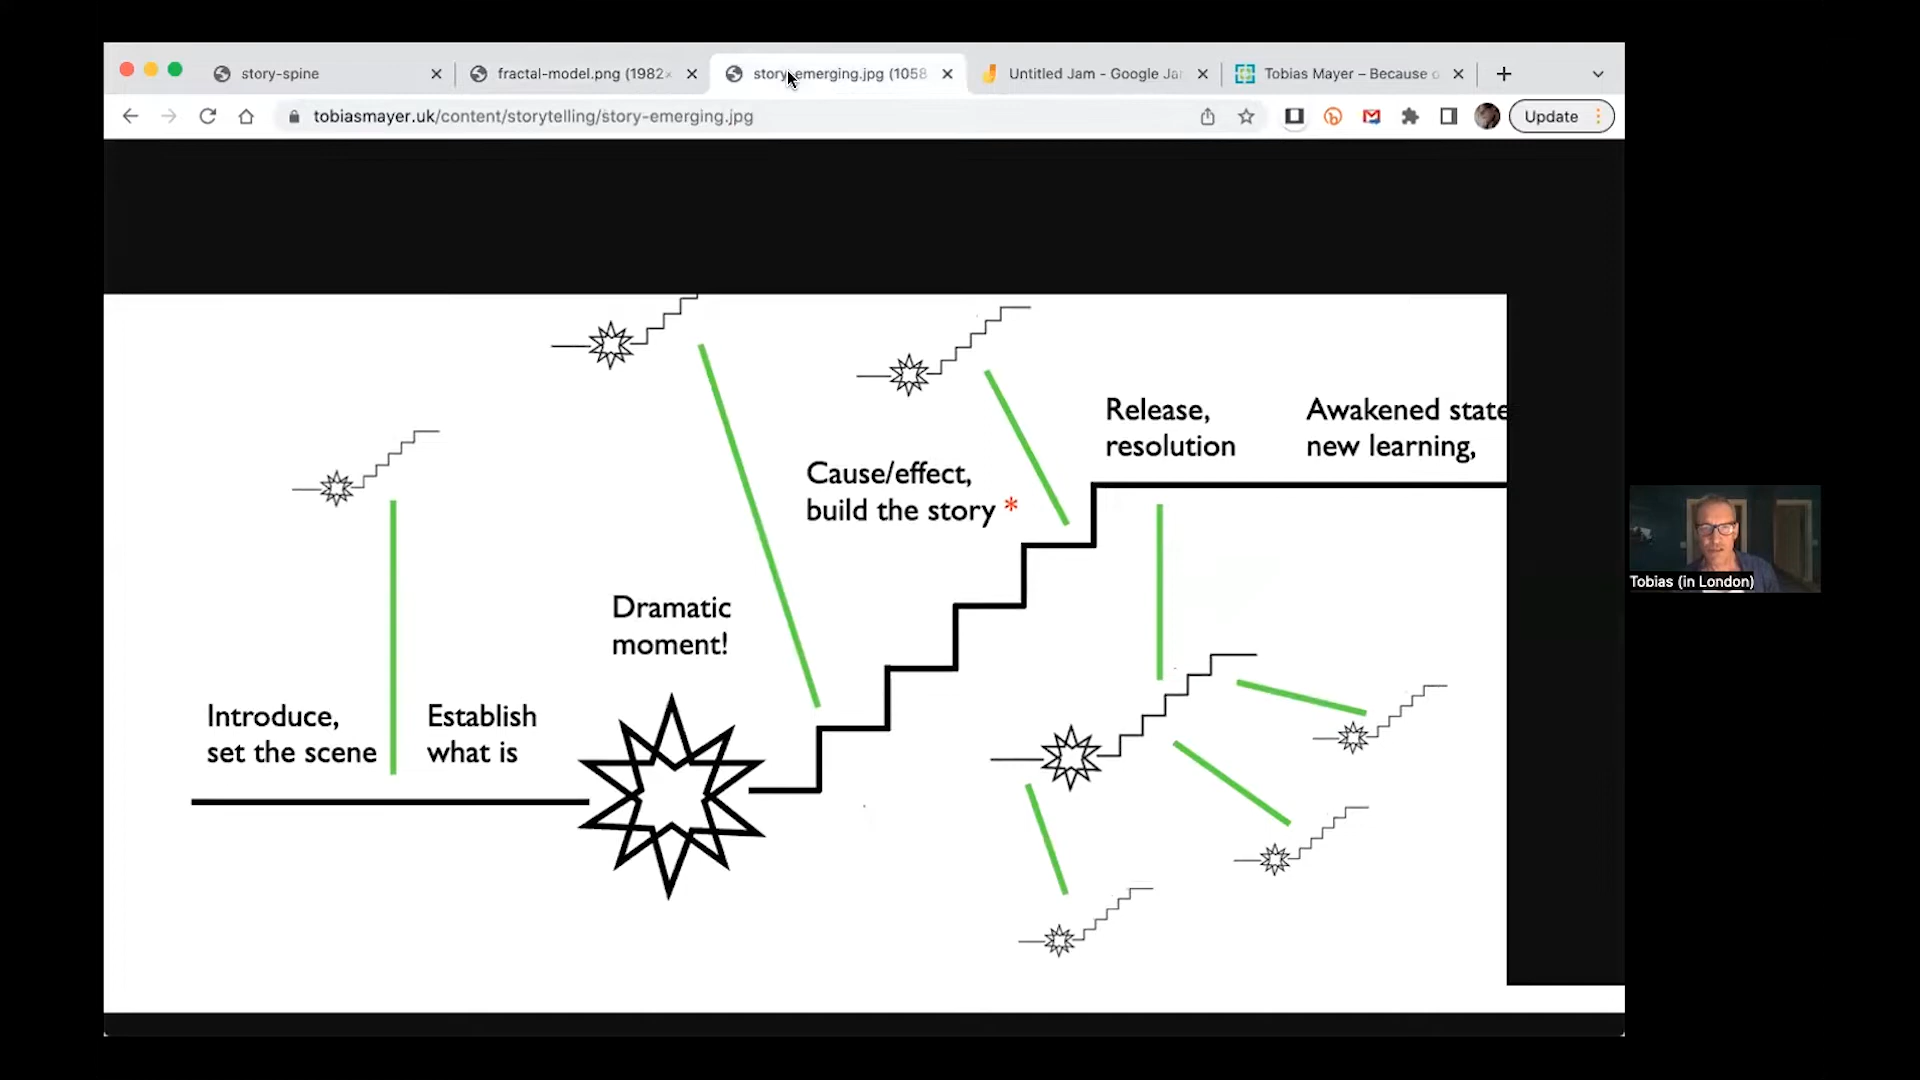 story-spine
fractal-model.png (1982×
story-emerging.jpg (1058
Untitled Jam - Google Ja
Tobias Mayer – Because o
tobiasmayer.uk/content/storytelling/story-emerging.jpg
Update
Release,
resolution
Awakened state
new learning,
Cause/effect,
build the story *
Dramatic
moment!
Introduce,
set the scene
Establish
what is
Tobias (in London)